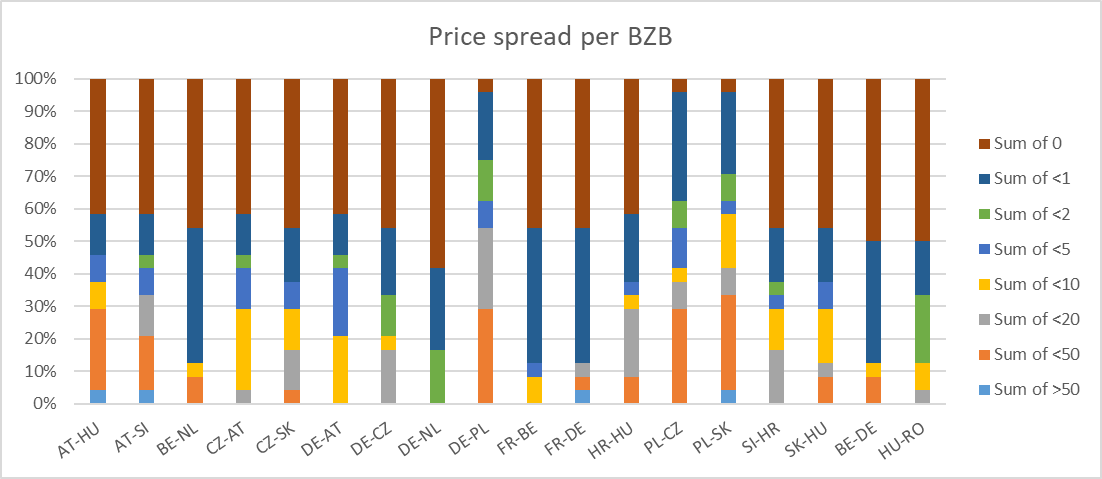 Price spread per BZB
100%
90%
80%
70%
60%
50%
40%
30%
20%
10%
0%
AT-HU
AT-SI
BE-NL
CZ-AT
CZ-SK
DE-AT
DE-CZ
DE-NL
DE-PL
FR-BE
FR-DE
HR-HU
PL-CZ
PL-SK
SI-HR
SK-HU
BE-DE
HU-RO
Sum of 0
Sum of <1
Sum of <2
Sum of <5
Sum of <10
Sum of <20
Sum of <50
Sum of >50